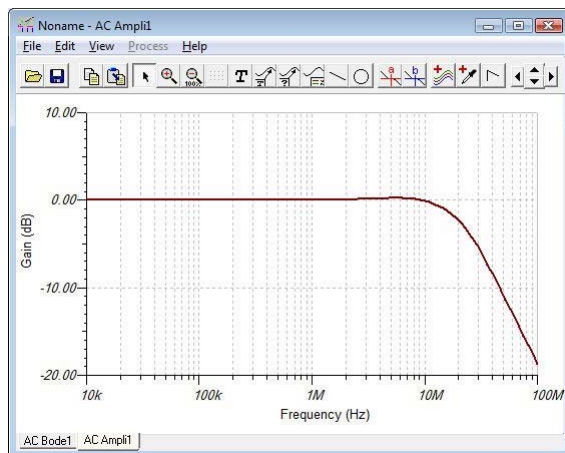 Noname - AC Ampli1
File Edit View Process Help
T
100%
a b
10.00
0.00
-10.00
-20.00
Gain (dB)
10k 100k 1M 10M 100M
Frequency (Hz)
AC Bode1 AC Ampli1